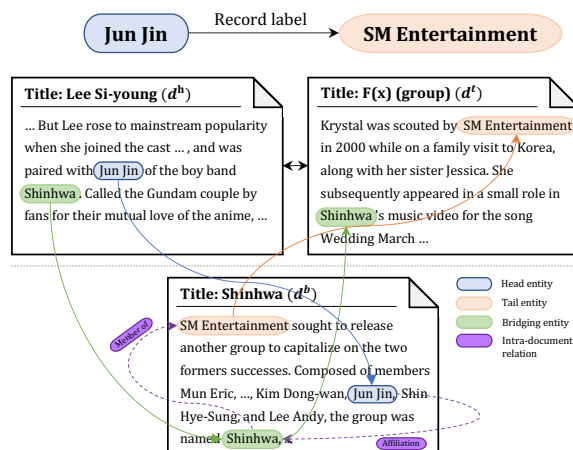 Jun Jin
Record label
SM Entertainment
Title: Lee Si-young (dʰ)
... But Lee rose to mainstream popularity
when she joined the cast ... , and was
paired with Jun Jin of the boy band
Shinhwa. Called the Gundam couple by
fans for their mutual love of the anime, ...
Title: F(x) (group) (dᵗ)
Krystal was scouted by SM Entertainment
in 2000 while on a family visit to Korea,
along with her sister Jessica. She
subsequently appeared in a small role in
Shinhwa's music video for the song
Wedding March ...
Title: Shinhwa (dᵇ)
SM Entertainment sought to release
another group to capitalize on the two
formers successes. Composed of members
Mun Eric, ..., Kim Dong-wan, Jun Jin, Shin
Hye-Sung, and Lee Andy, the group was
named Shinhwa, a
Member of
Affiliation
Head entity
Tail entity
Bridging entity
Intra-document
relation